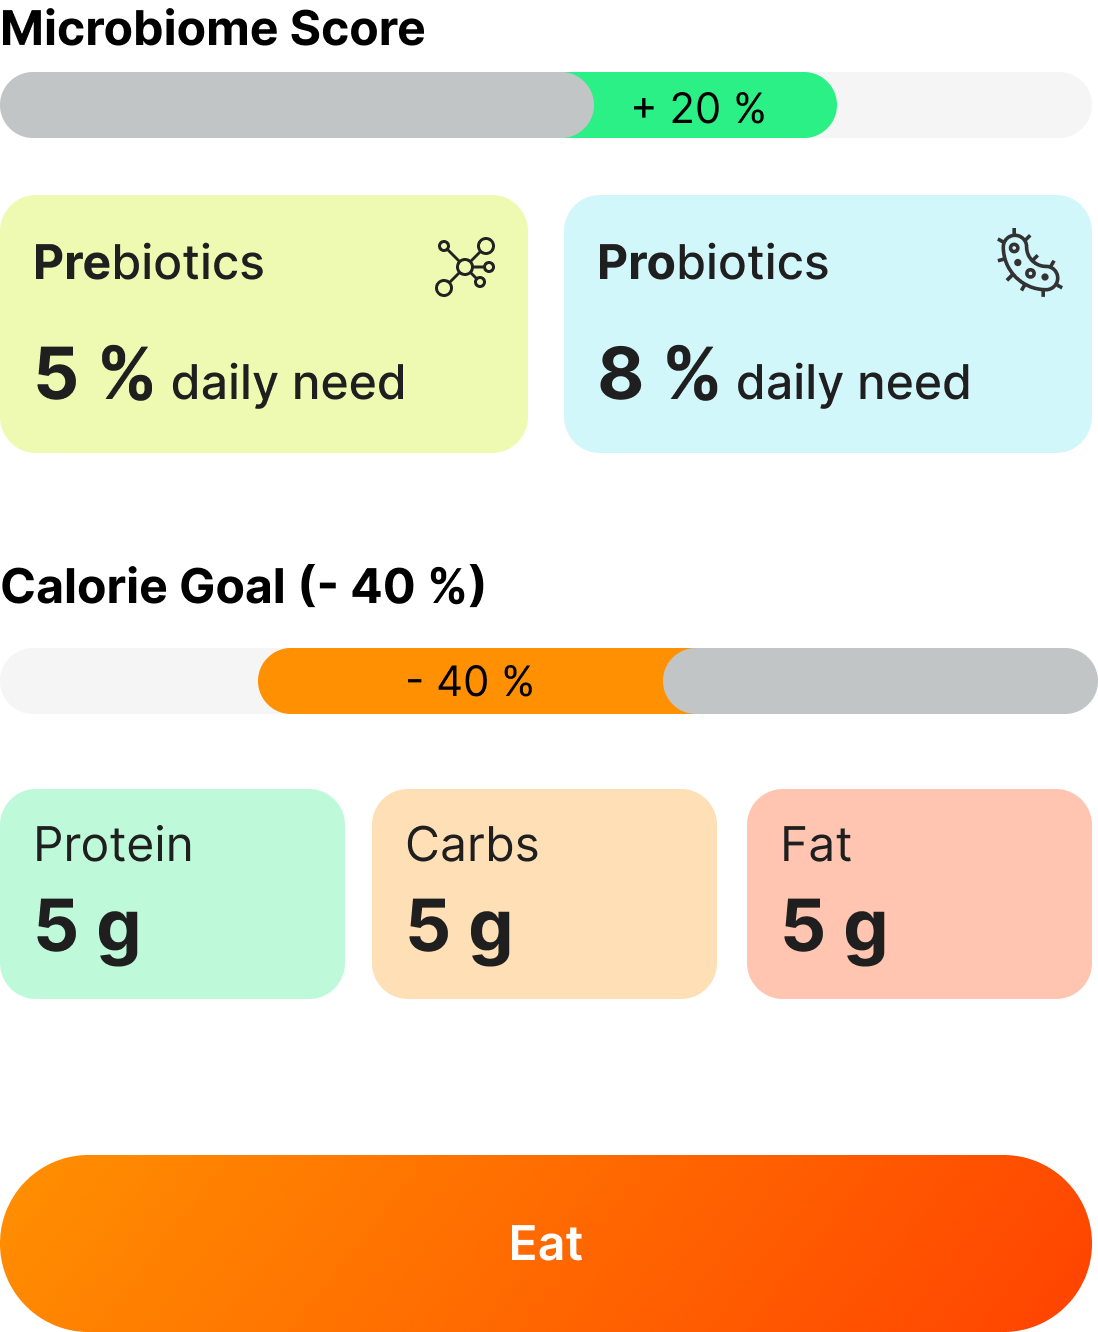 Microbiome Score
+ 20 %
Prebiotics
Probiotics
5 % daily need
8 % daily need
Calorie Goal (- 40 %)
- 40 %
Protein
Carbs
Fat
5 g
5 g
5 g
Eat